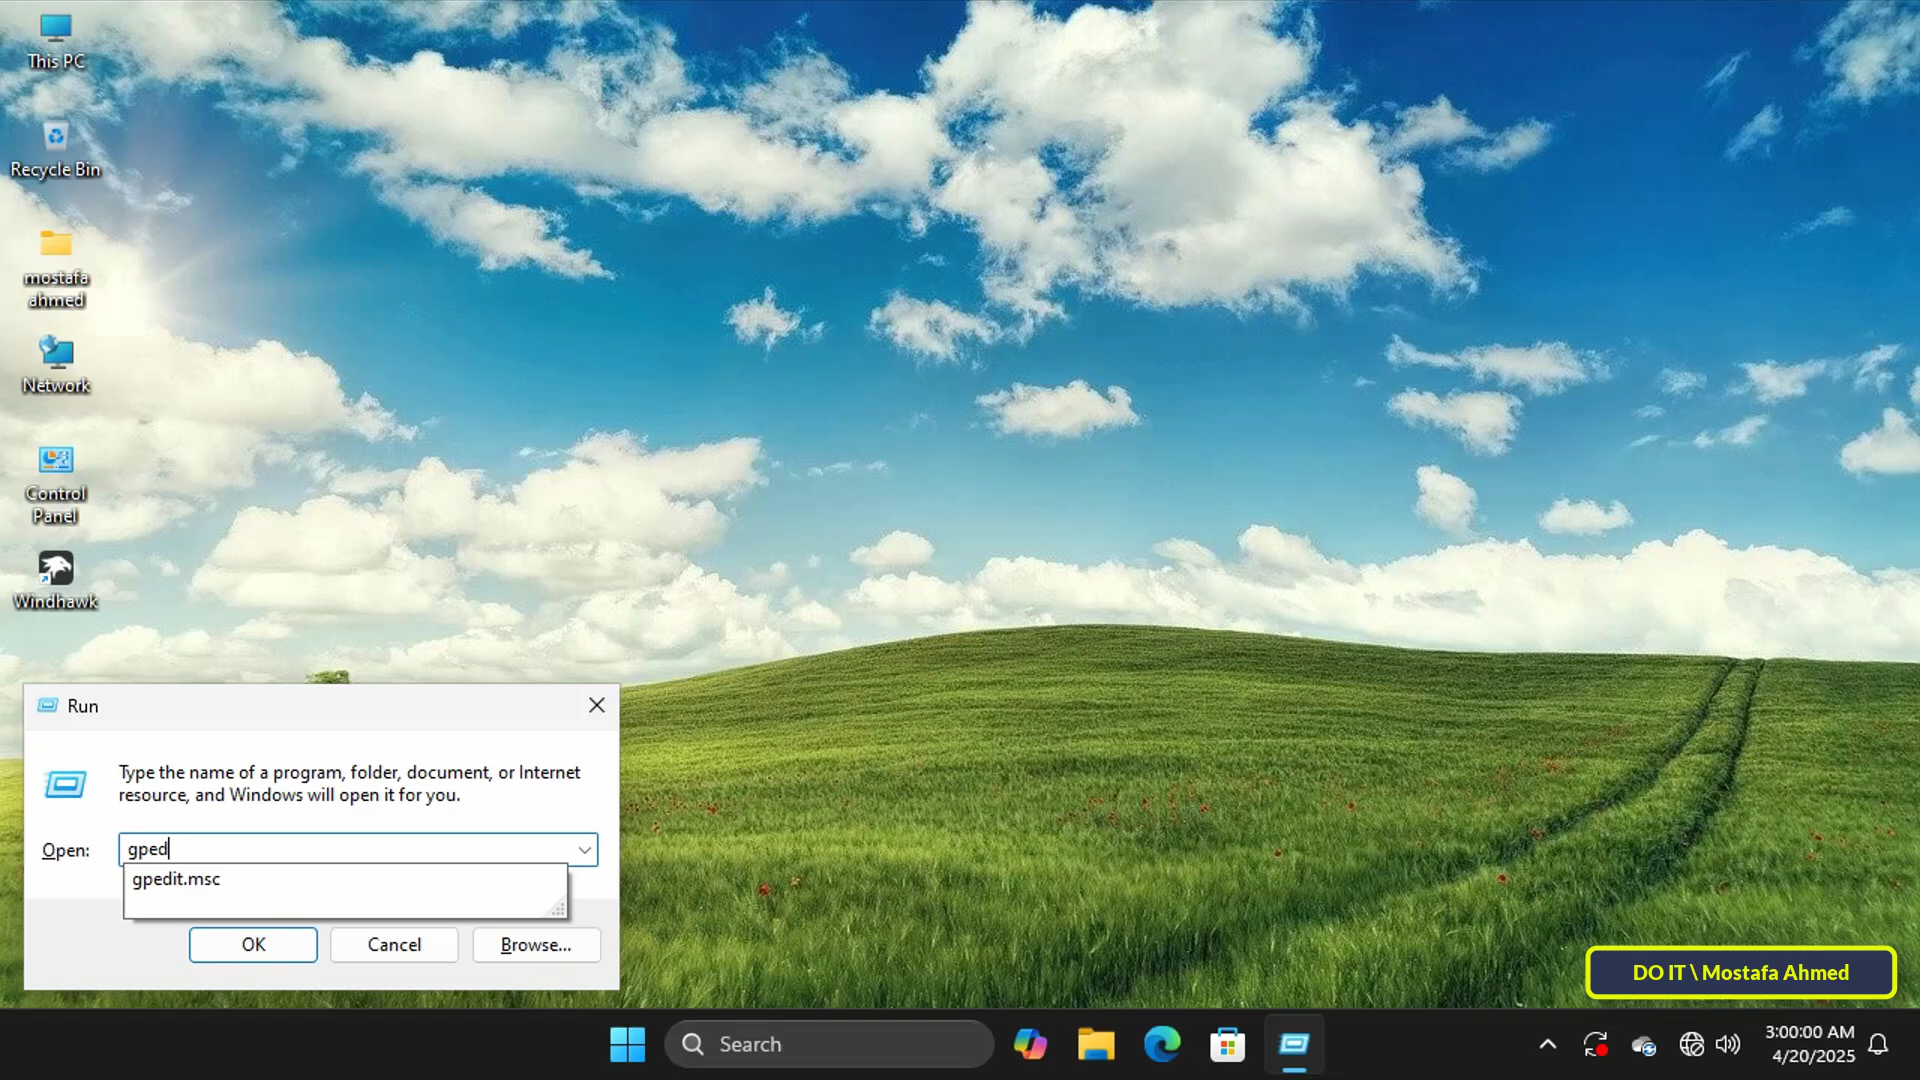 This PC
Recycle Bin
mostafa
ahmed
Network
Control
Panel
Windhawk
Run
Type the name of a program, folder, document, or Internet
resource, and Windows will open it for you.
Open:
gped
gpedit.msc
OK
Cancel
Browse...
DO IT \ Mostafa Ahmed
Search
3:00:00 AM
4/20/2025